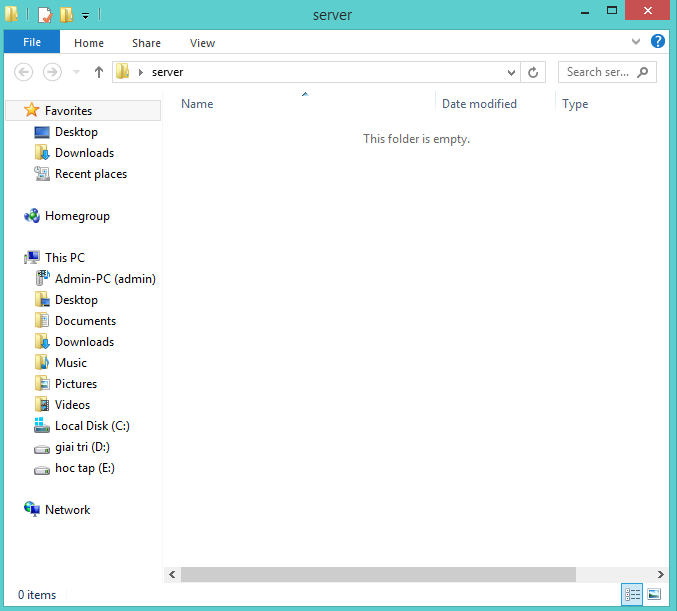 server
File Home Share View
server
Search ser...
Name Date modified Type
This folder is empty.
Favorites
Desktop
Downloads
Recent places
Homegroup
This PC
Admin-PC (admin)
Desktop
Documents
Downloads
Music
Pictures
Videos
Local Disk (C:)
giai tri (D:)
hoc tap (E:)
Network
0 items